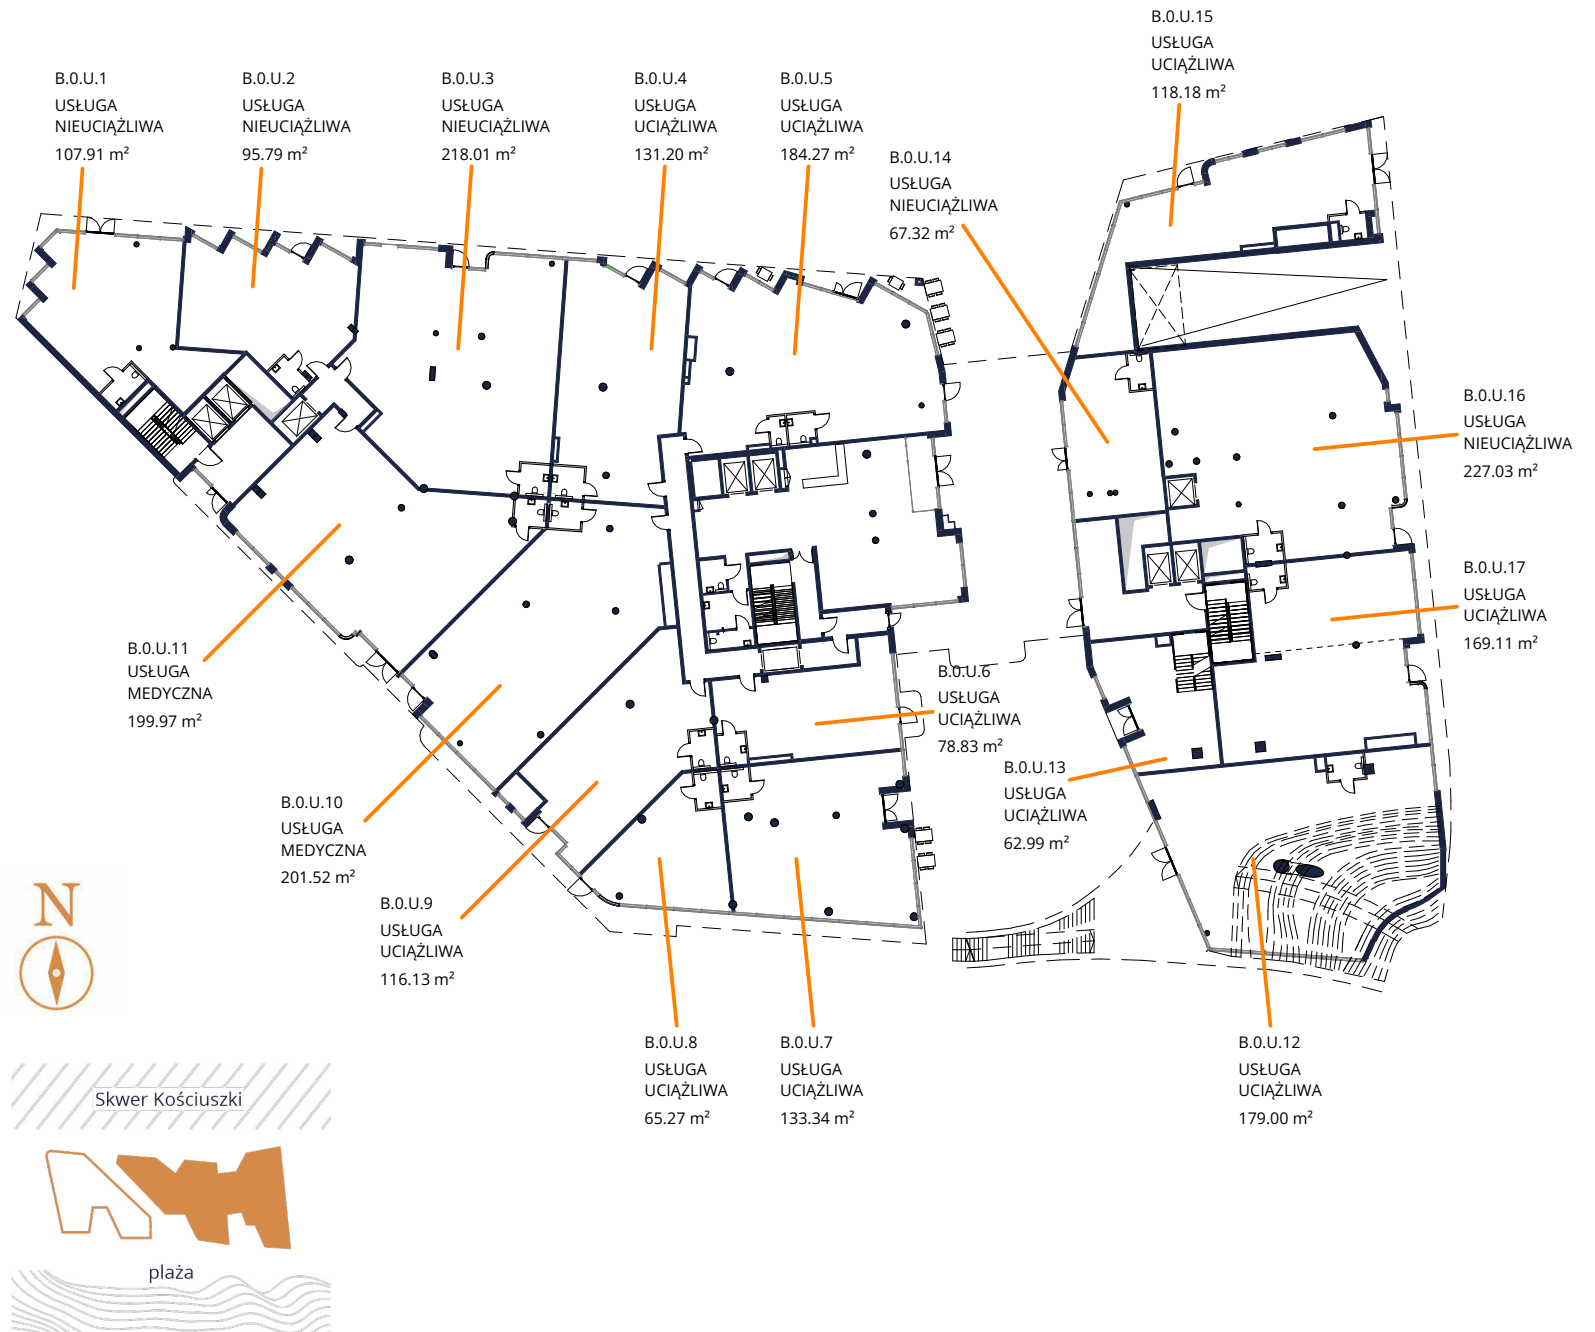 B.0.U.15
USŁUGA
UCIĄŻLIWA
118.18 m²
B.0.U.1
USŁUGA
NIEUCIĄŻLIWA
107.91 m²
B.0.U.2
USŁUGA
NIEUCIĄŻLIWA
95.79 m²
B.0.U.3
USŁUGA
NIEUCIĄŻLIWA
218.01 m²
B.0.U.4
USŁUGA
UCIĄŻLIWA
131.20 m²
B.0.U.5
USŁUGA
UCIĄŻLIWA
184.27 m²
B.0.U.14
USŁUGA
NIEUCIĄŻLIWA
67.32 m²
B.0.U.16
USŁUGA
NIEUCIĄŻLIWA
227.03 m²
B.0.U.17
USŁUGA
UCIĄŻLIWA
169.11 m²
B.0.U.11
USŁUGA
MEDYCZNA
199.97 m²
B.0.U.6
USŁUGA
UCIĄŻLIWA
78.83 m²
B.0.U.13
USŁUGA
UCIĄŻLIWA
62.99 m²
B.0.U.10
USŁUGA
MEDYCZNA
201.52 m²
B.0.U.9
USŁUGA
UCIĄŻLIWA
116.13 m²
N
B.0.U.8
USŁUGA
UCIĄŻLIWA
65.27 m²
B.0.U.7
USŁUGA
UCIĄŻLIWA
133.34 m²
B.0.U.12
USŁUGA
UCIĄŻLIWA
179.00 m²
Skwer Kościuszki
plaża